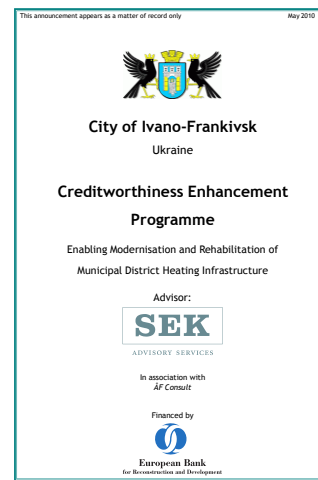 This announcement appears as a matter of record only May 2010
City of Ivano-Frankivsk
Ukraine
Creditworthiness Enhancement
Programme
Enabling Modernisation and Rehabilitation of
Municipal District Heating Infrastructure
Advisor:
SEK
ADVISORY SERVICES
In association with
ÅF Consult
Financed by
European Bank
for Reconstruction and Development